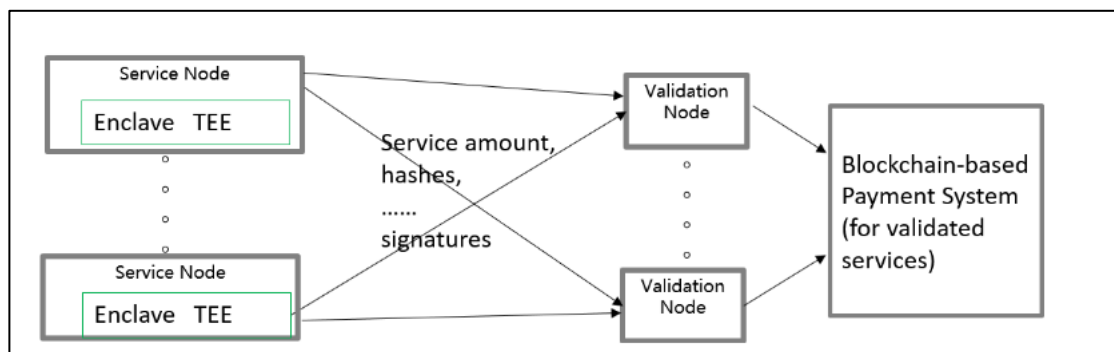 Service Node
Enclave TEE
Service Node
Enclave TEE
Service amount,
hashes,
......
signatures
Validation
Node
Validation
Node
Blockchain-based
Payment System
(for validated
services)